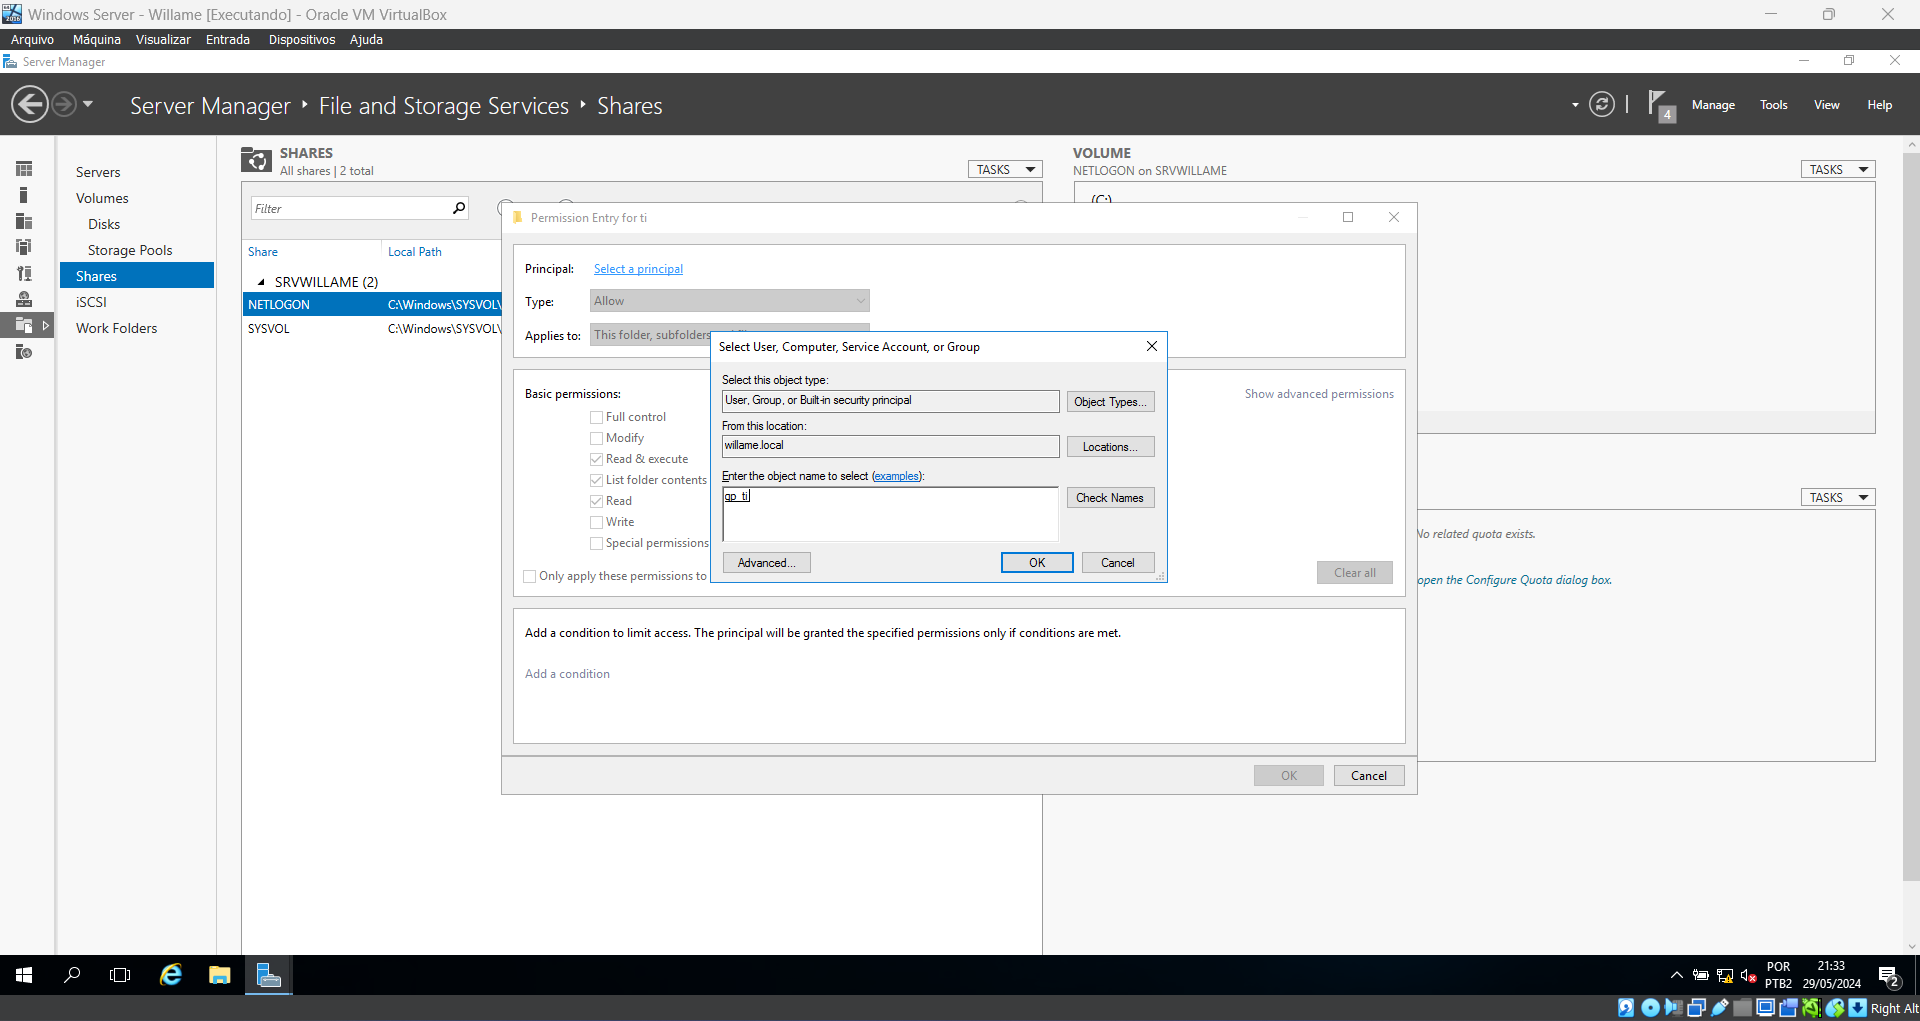 Windows Server - Willame [Executando] - Oracle VM VirtualBox
Arquivo Máquina Visualizar Entrada Dispositivos Ajuda
Server Manager
Server Manager ‣ File and Storage Services ‣ Shares
4
Manage Tools View Help
Servers
Volumes
Disks
Storage Pools
Shares
iSCSI
Work Folders
SHARES
All shares | 2 total
TASKS
Filter
Share Local Path
SRVWILLAME (2)
NETLOGON C:\Windows\SYSVOL\
SYSVOL C:\Windows\SYSVOL\
VOLUME
NETLOGON on SRVWILLAME
TASKS
(C:)
TASKS
No related quota exists.
open the Configure Quota dialog box.
Permission Entry for ti
Principal: Select a principal
Type: Allow
Applies to: This folder, subfolders
Basic permissions:
Show advanced permissions
Full control
Modify
Read & execute
List folder contents
Read
Write
Special permissions
Only apply these permissions to
Clear all
Add a condition to limit access. The principal will be granted the specified permissions only if conditions are met.
Add a condition
OK Cancel
Select User, Computer, Service Account, or Group
Select this object type:
User, Group, or Built-in security principal
Object Types...
From this location:
willame.local
Locations...
Enter the object name to select (examples):
gp_ti
Check Names
Advanced...
OK Cancel
POR
PTB2
21:33
29/05/2024
2
Right Alt